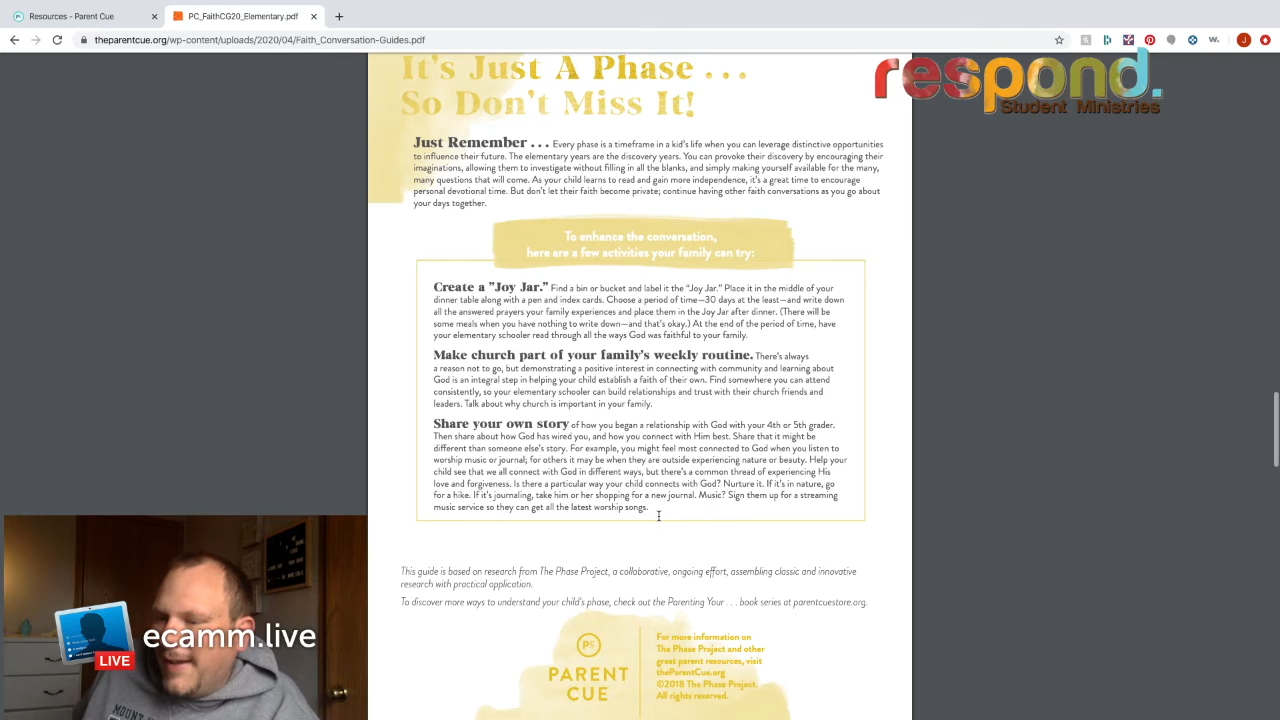 Resources - Parent Cue
PC_FaithCG20_Elementary.pdf
theparentcue.org/wp-content/uploads/2020/04/Faith_Conversation-Guides.pdf
respond.
Student Ministries
It's Just A Phase . . .
So Don't Miss It!
Just Remember . . . Every phase is a timeframe in a kid's life when you can leverage distinctive opportunities
to influence their future. The elementary years are the discovery years. You can provoke their discovery by encouraging their
imaginations, allowing them to investigate without filling in all the blanks, and simply making yourself available for the many,
many questions that will come. As your child learns to read and gain more independence, it's a great time to encourage
personal devotional time. But don't let their faith become private; continue having other faith conversations as you go about
your days together.
To enhance the conversation,
here are a few activities your family can try:
Create a "Joy Jar." Find a bin or bucket and label it the "Joy Jar." Place it in the middle of your
dinner table along with a pen and index cards. Choose a period of time—30 days at the least—and write down
all the answered prayers your family experiences and place them in the Joy Jar after dinner. (There will be
some meals when you have nothing to write down—and that's okay.) At the end of the period of time, have
your elementary schooler read through all the ways God was faithful to your family.
Make church part of your family's weekly routine. There's always
a reason not to go, but demonstrating a positive interest in connecting with community and learning about
God is an integral step in helping your child establish a faith of their own. Find somewhere you can attend
consistently, so your elementary schooler can build relationships and trust with their church friends and
leaders. Talk about why church is important in your family.
Share your own story of how you began a relationship with God with your 4th or 5th grader.
Then share about how God has wired you, and how you connect with Him best. Share that it might be
different than someone else's story. For example, you might feel most connected to God when you listen to
worship music or journal; for others it may be when they are outside experiencing nature or beauty. Help your
child see that we all connect with God in different ways, but there's a common thread of experiencing His
love and forgiveness. Is there a particular way your child connects with God? Nurture it. If it's in nature, go
for a hike. If it's journaling, take him or her shopping for a new journal. Music? Sign them up for a streaming
music service so they can get all the latest worship songs.
This guide is based on research from The Phase Project, a collaborative, ongoing effort, assembling classic and innovative
research with practical application.
To discover more ways to understand your child's phase, check out the Parenting Your . . . book series at parentcuestore.org.
PARENT
CUE
For more information on
The Phase Project and other
great parent resources, visit
theParentCue.org
©2018 The Phase Project.
All rights reserved.
ecamm.live
LIVE